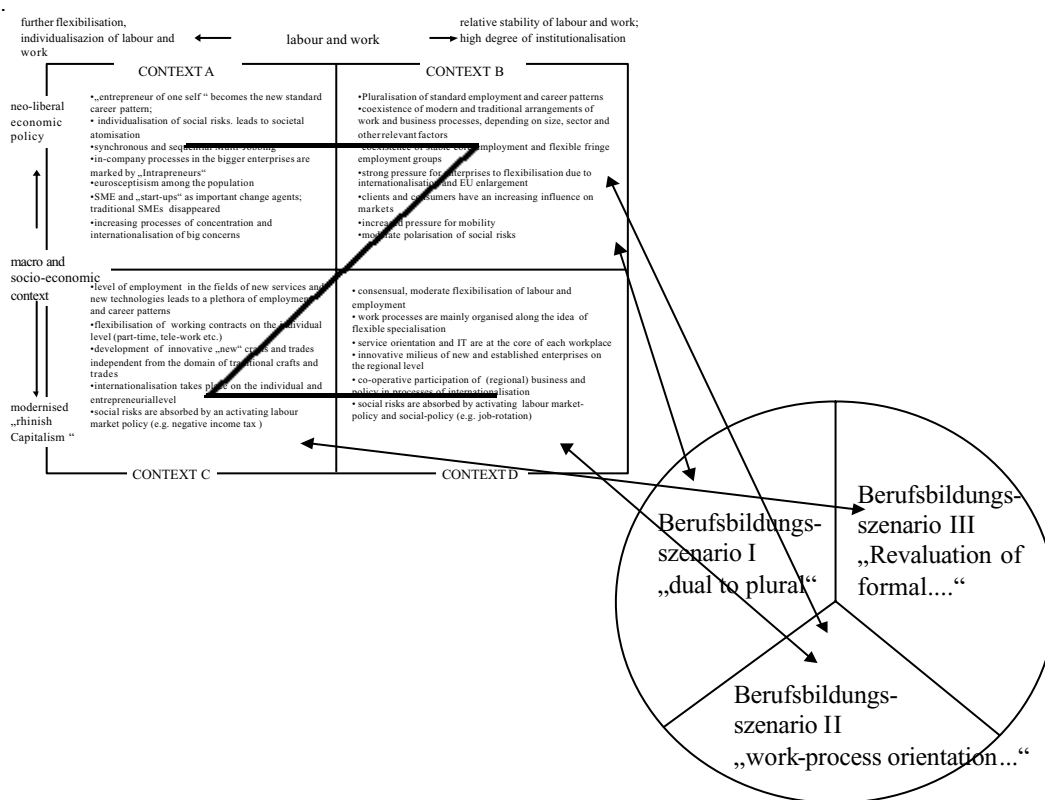 .
further flexibilisation,
individualisazion of labour and
work
labour and work
relative stability of labour and work;
high degree of institutionalisation
CONTEXT A
CONTEXT B
neo-liberal
economic
policy
•„entrepreneur of one self “ becomes the new standard
career pattern;
• individualisation of social risks. leads to societal
atomisation
•synchronous and sequential Multi-Jobbing
•in-company processes in the bigger enterprises are
marked by „Intrapreneurs“
•eurosceptisism among the population
•SME and „start-ups“ as important change agents;
traditional SMEs disappeared
•increasing processes of concentration and
internationalisation of big concerns
•Pluralisation of standard employment and career patterns
•coexistence of modern and traditional arrangements of
work and business processes, depending on size, sector and
other relevant factors
•coexistence of stable core employment and flexible fringe
employment groups
•strong pressure for enterprises to flexibilisation due to
internationalisation and EU enlargement
•clients and consumers have an increasing influence on
markets
•increased pressure for mobility
•moderate polarisation of social risks
macro and
socio-economic
context
•level of employment in the fields of new services and
new technologies leads to a plethora of employment
and career patterns
•flexibilisation of working contracts on the individual
level (part-time, tele-work etc.)
•development of innovative „new“ crafts and trades
independent from the domain of traditional crafts and
trades
•internationalisation takes place on the individual and
entrepreneurial level
•social risks are absorbed by an activating labour
market policy (e.g. negative income tax )
• consensual, moderate flexibilisation of labour and
employment
• work processes are mainly organised along the idea of
flexible specialisation
• service orientation and IT are at the core of each workplace
• innovative milieus of new and established enterprises on
the regional level
• co-operative participation of (regional) business and
policy in processes of internationalisation
• social risks are absorbed by activating labour market-
policy and social-policy (e.g. job-rotation)
modernised
„rhinish
Capitalism “
CONTEXT C
CONTEXT D
Berufsbildungs-
szenario I
„dual to plural“
Berufsbildungs-
szenario III
„Revaluation of
formal....“
Berufsbildungs-
szenario II
„work-process orientation...“